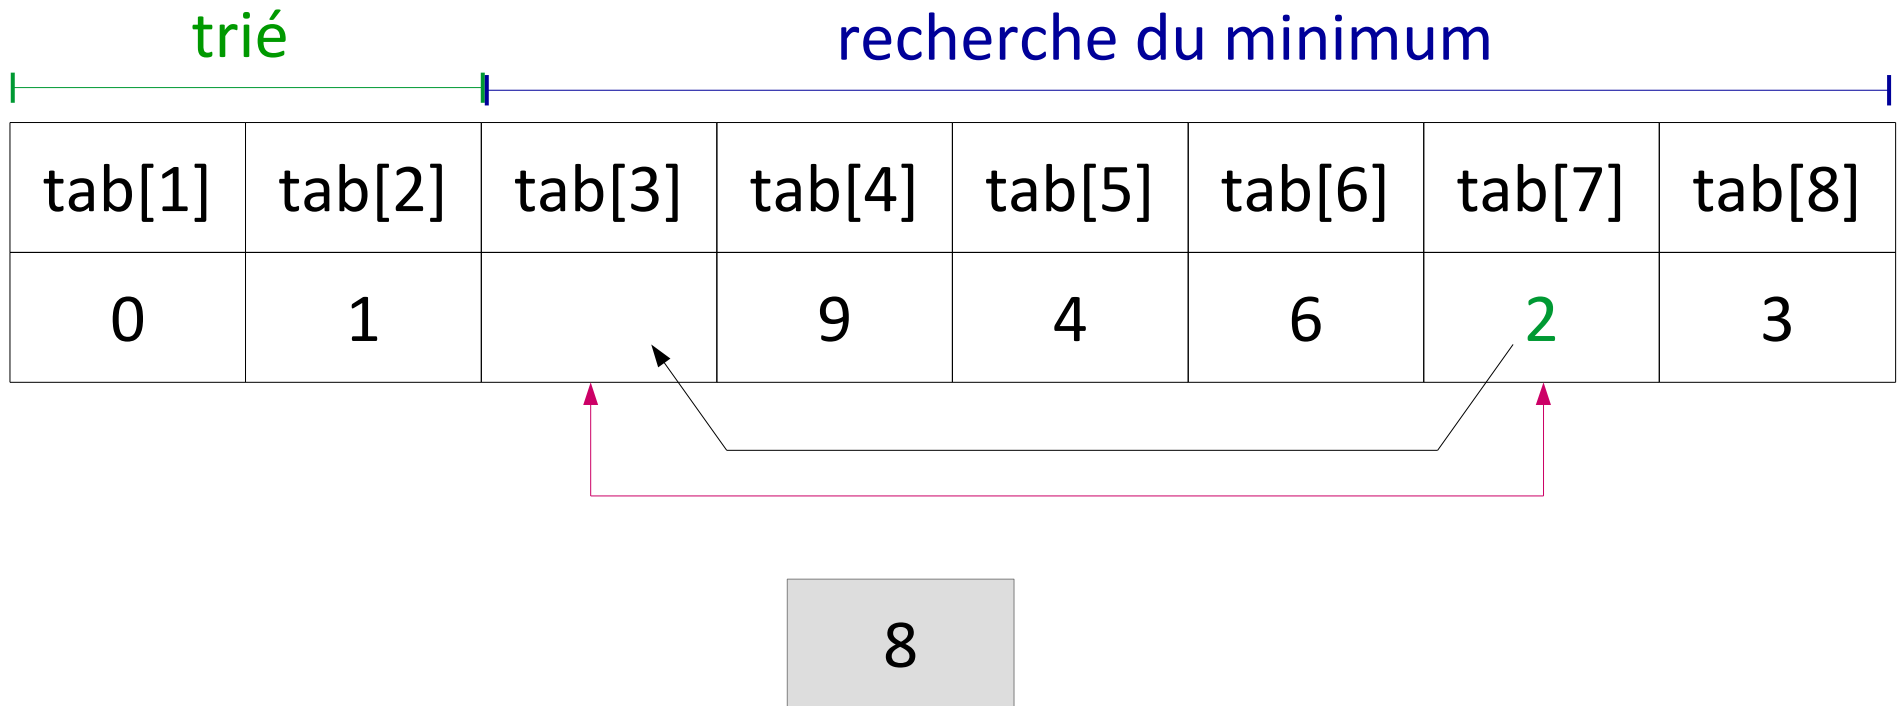 trié recherche du minimum
tab[1] tab[2] tab[3] tab[4] tab[5] tab[6] tab[7] tab[8]
0 1 9 4 6 2 3
8